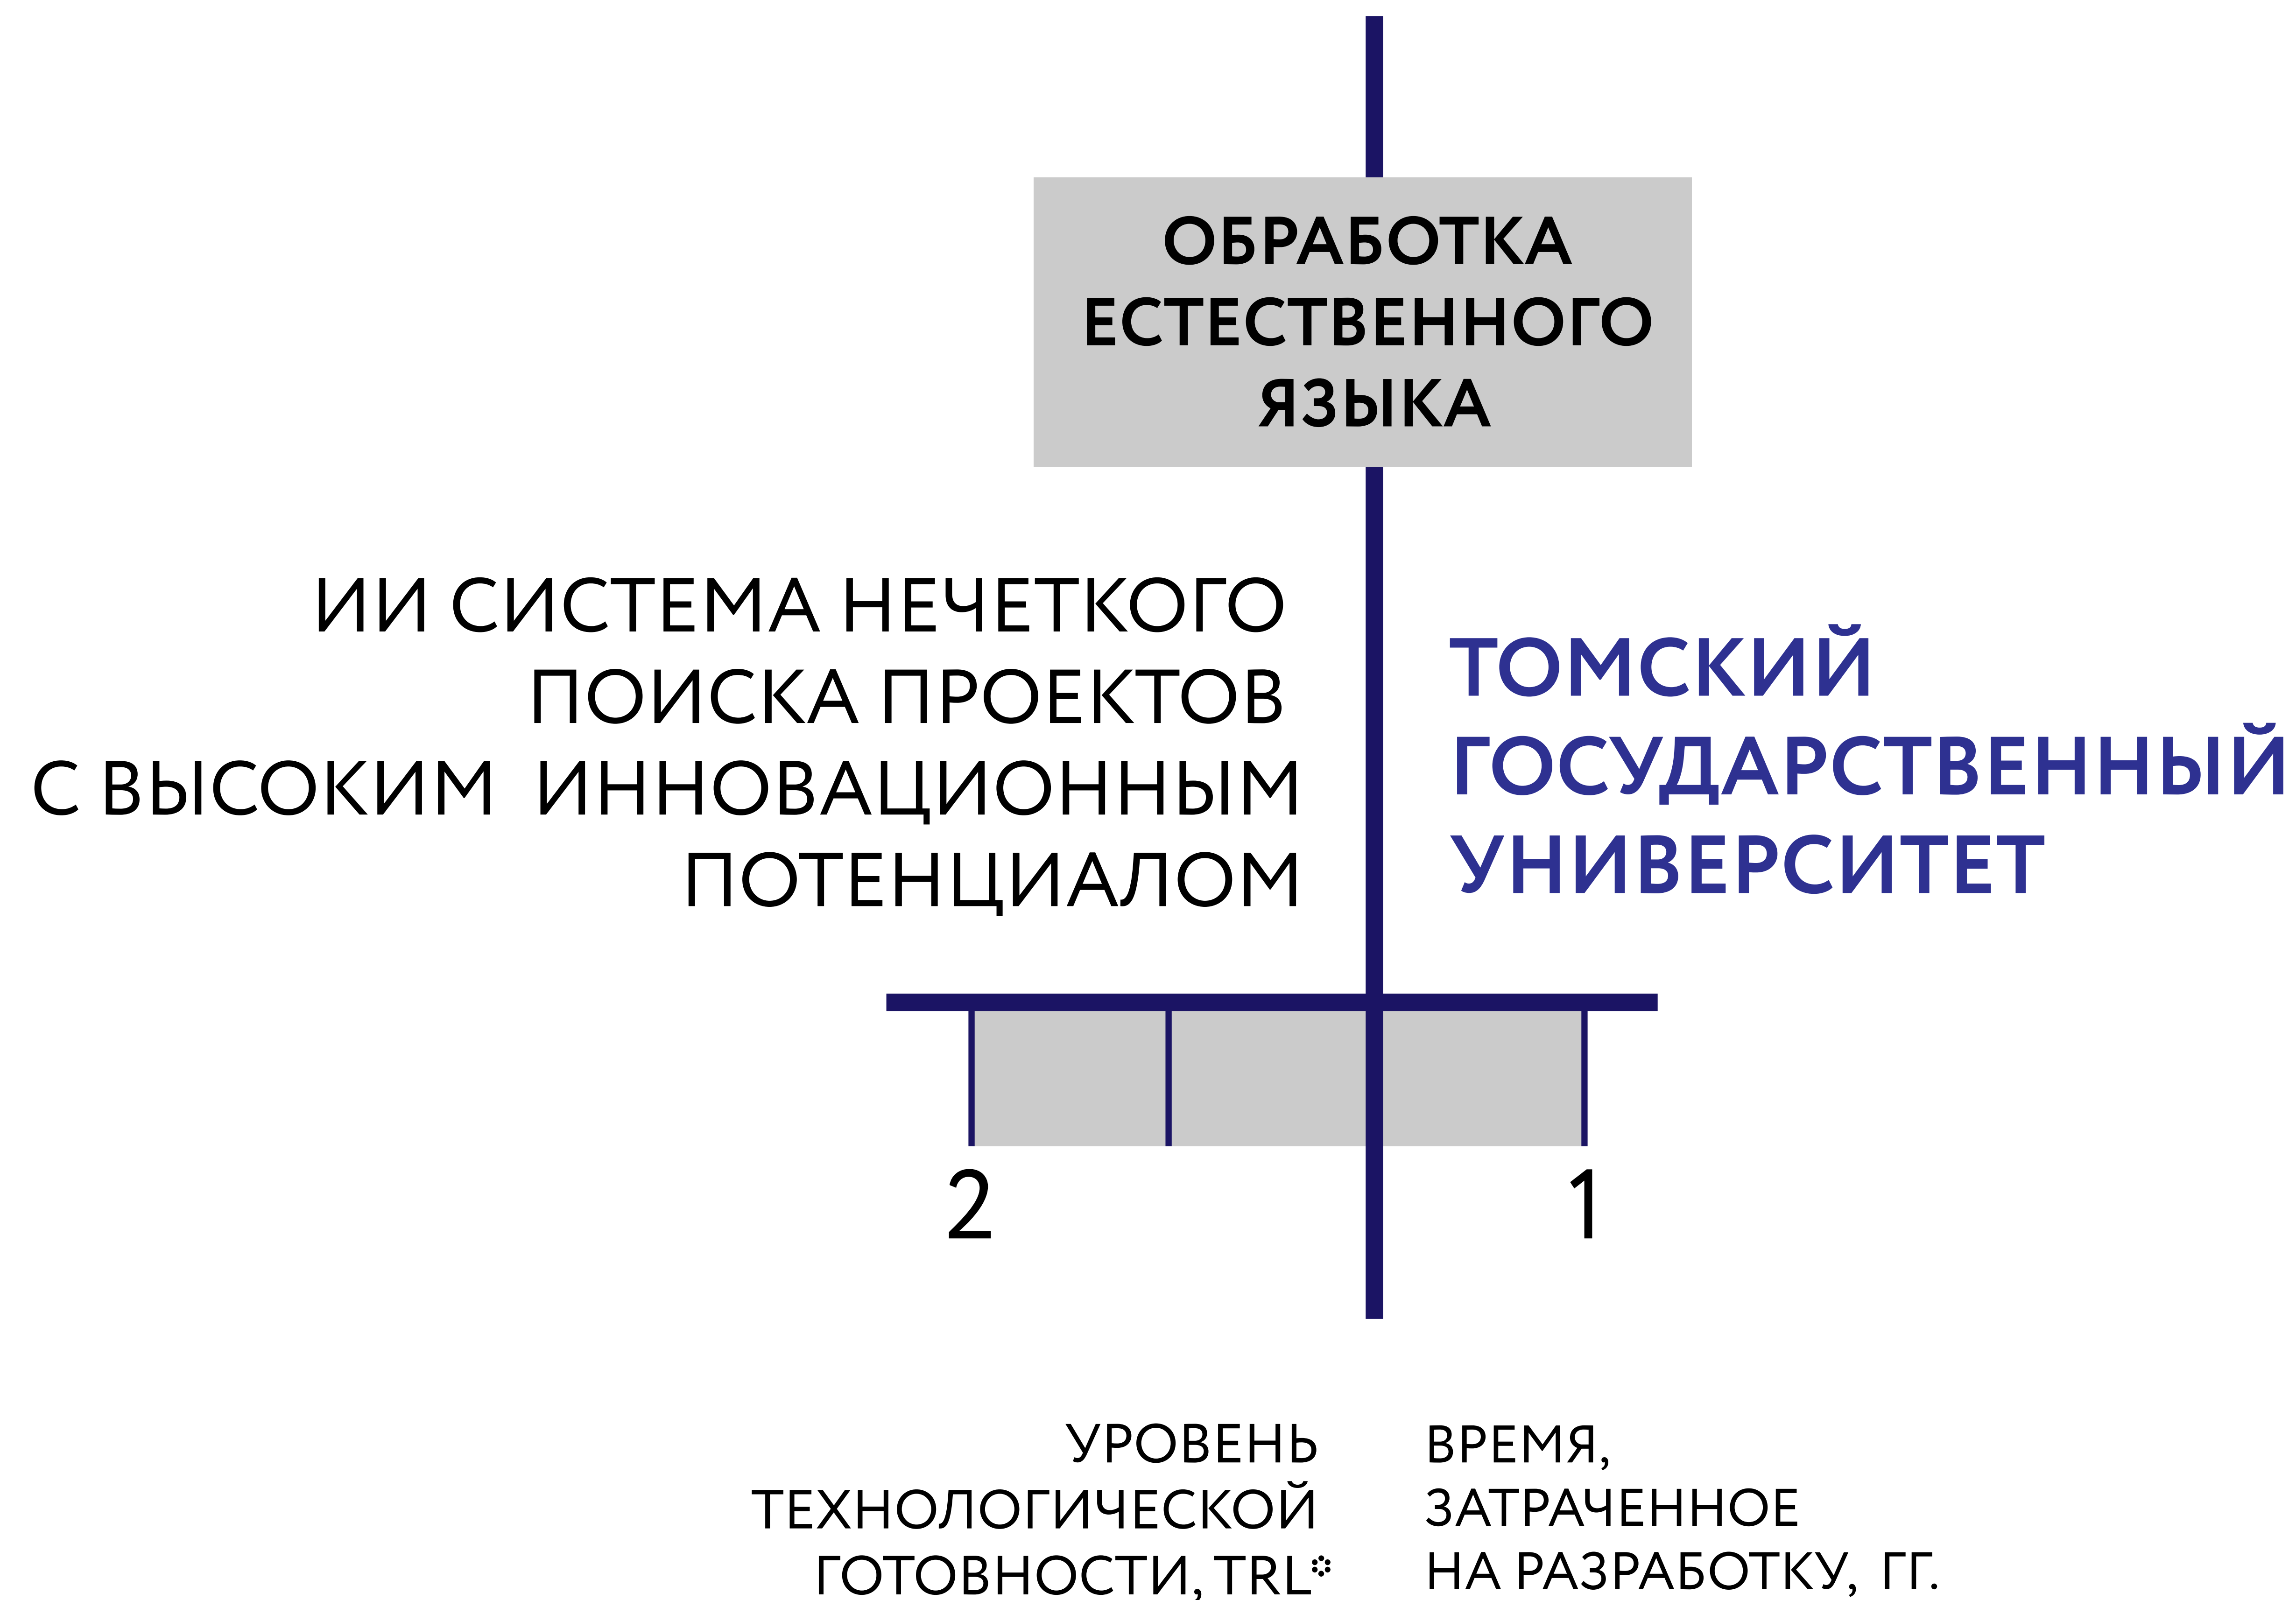 ОБРАБОТКА
ЕСТЕСТВЕННОГО
ЯЗЫКА
ИИ СИСТЕМА НЕЧЕТКОГО
ПОИСКА ПРОЕКТОВ
С ВЫСОКИМ ИННОВАЦИОННЫМ
ПОТЕНЦИАЛОМ
ТОМСКИЙ
ГОСУДАРСТВЕННЫЙ
УНИВЕРСИТЕТ
2
1
УРОВЕНЬ
ТЕХНОЛОГИЧЕСКОЙ
ГОТОВНОСТИ, TRL*
ВРЕМЯ,
ЗАТРАЧЕННОЕ
НА РАЗРАБОТКУ, ГГ.